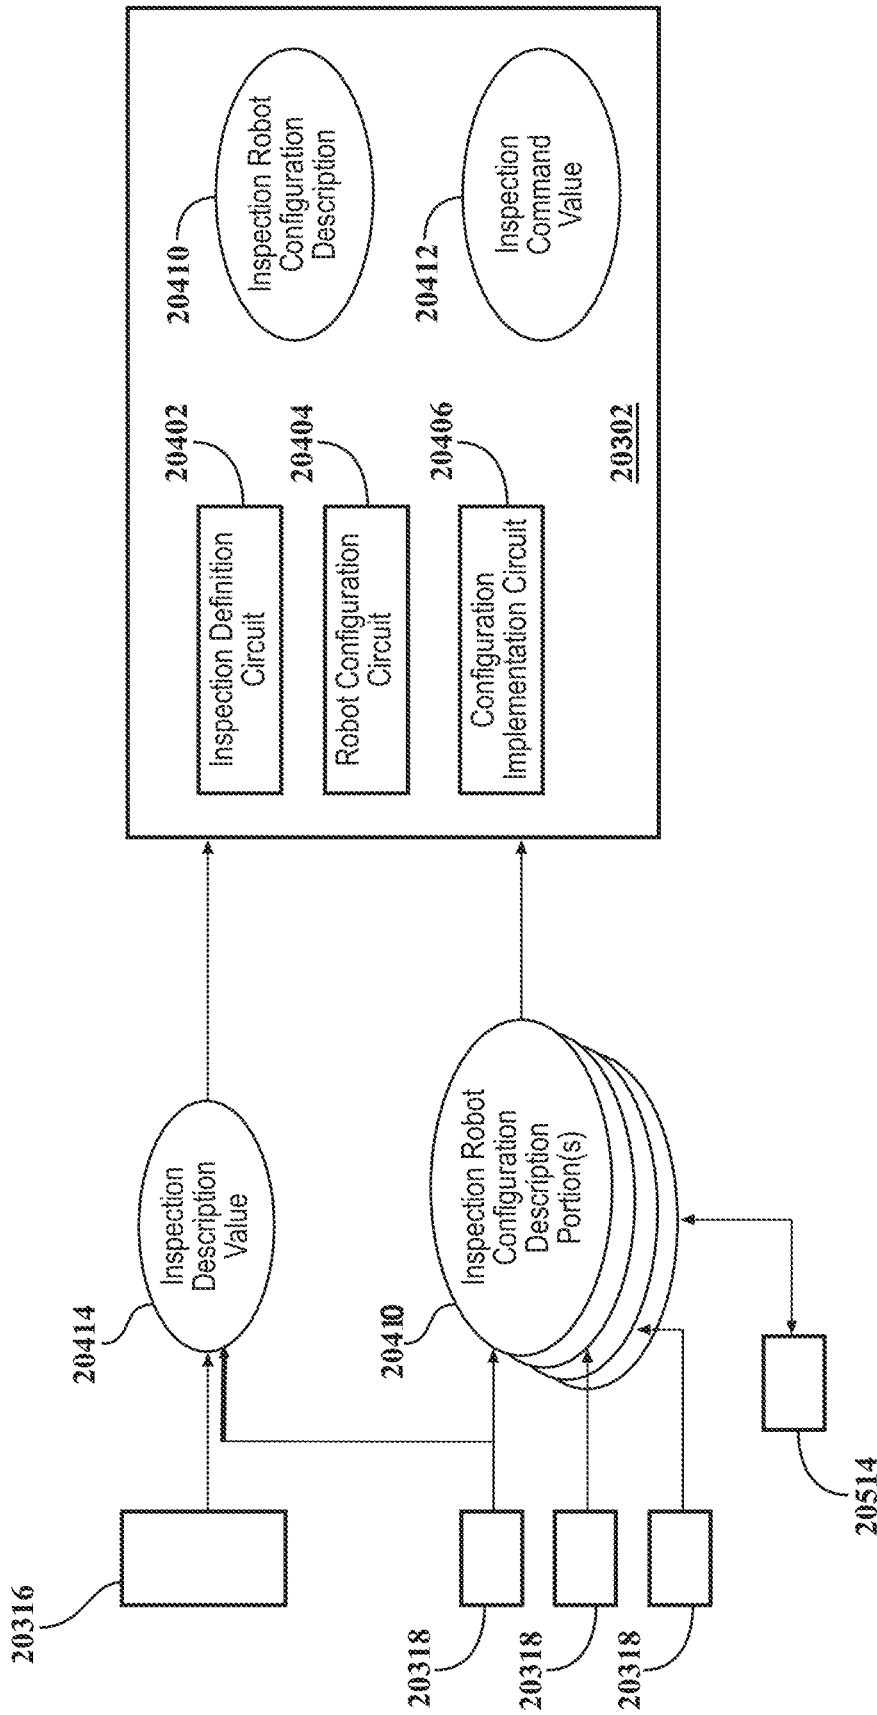 20316
20414
Inspection
Description
Value
20318
20318
20318
20410
Inspection Robot
Configuration
Description
Portion(s)
20514
20402
Inspection Definition
Circuit
20404
Robot Configuration
Circuit
20406
Configuration
Implementation Circuit
20302
20410
Inspection Robot
Configuration
Description
20412
Inspection
Command
Value